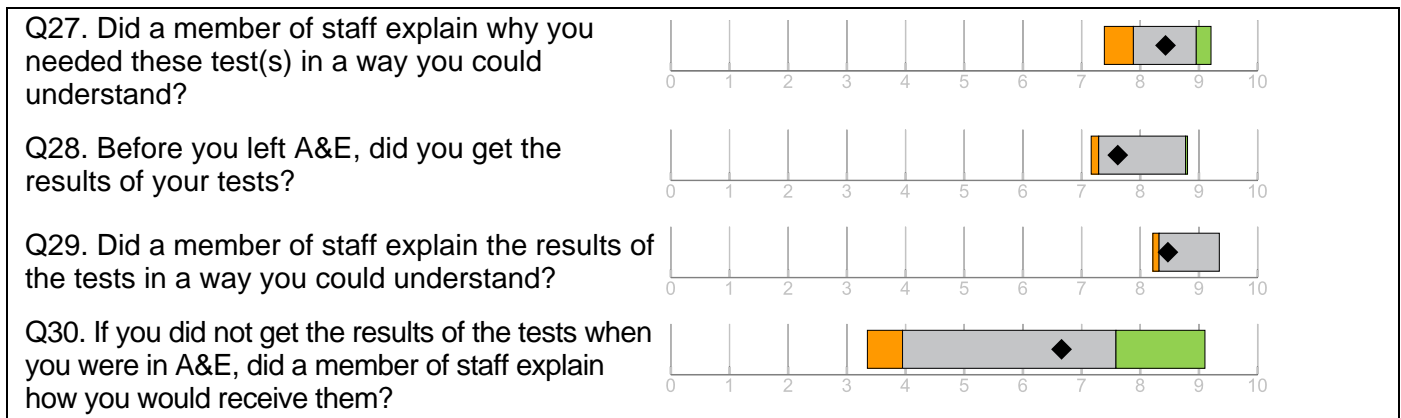 Q27. Did a member of staff explain why you
needed these test(s) in a way you could
understand?
0 1 2 3 4 5 6 7 8 9 10
Q28. Before you left A&E, did you get the
results of your tests?
0 1 2 3 4 5 6 7 8 9 10
Q29. Did a member of staff explain the results of
the tests in a way you could understand?
0 1 2 3 4 5 6 7 8 9 10
Q30. If you did not get the results of the tests when
you were in A&E, did a member of staff explain
how you would receive them?
0 1 2 3 4 5 6 7 8 9 10